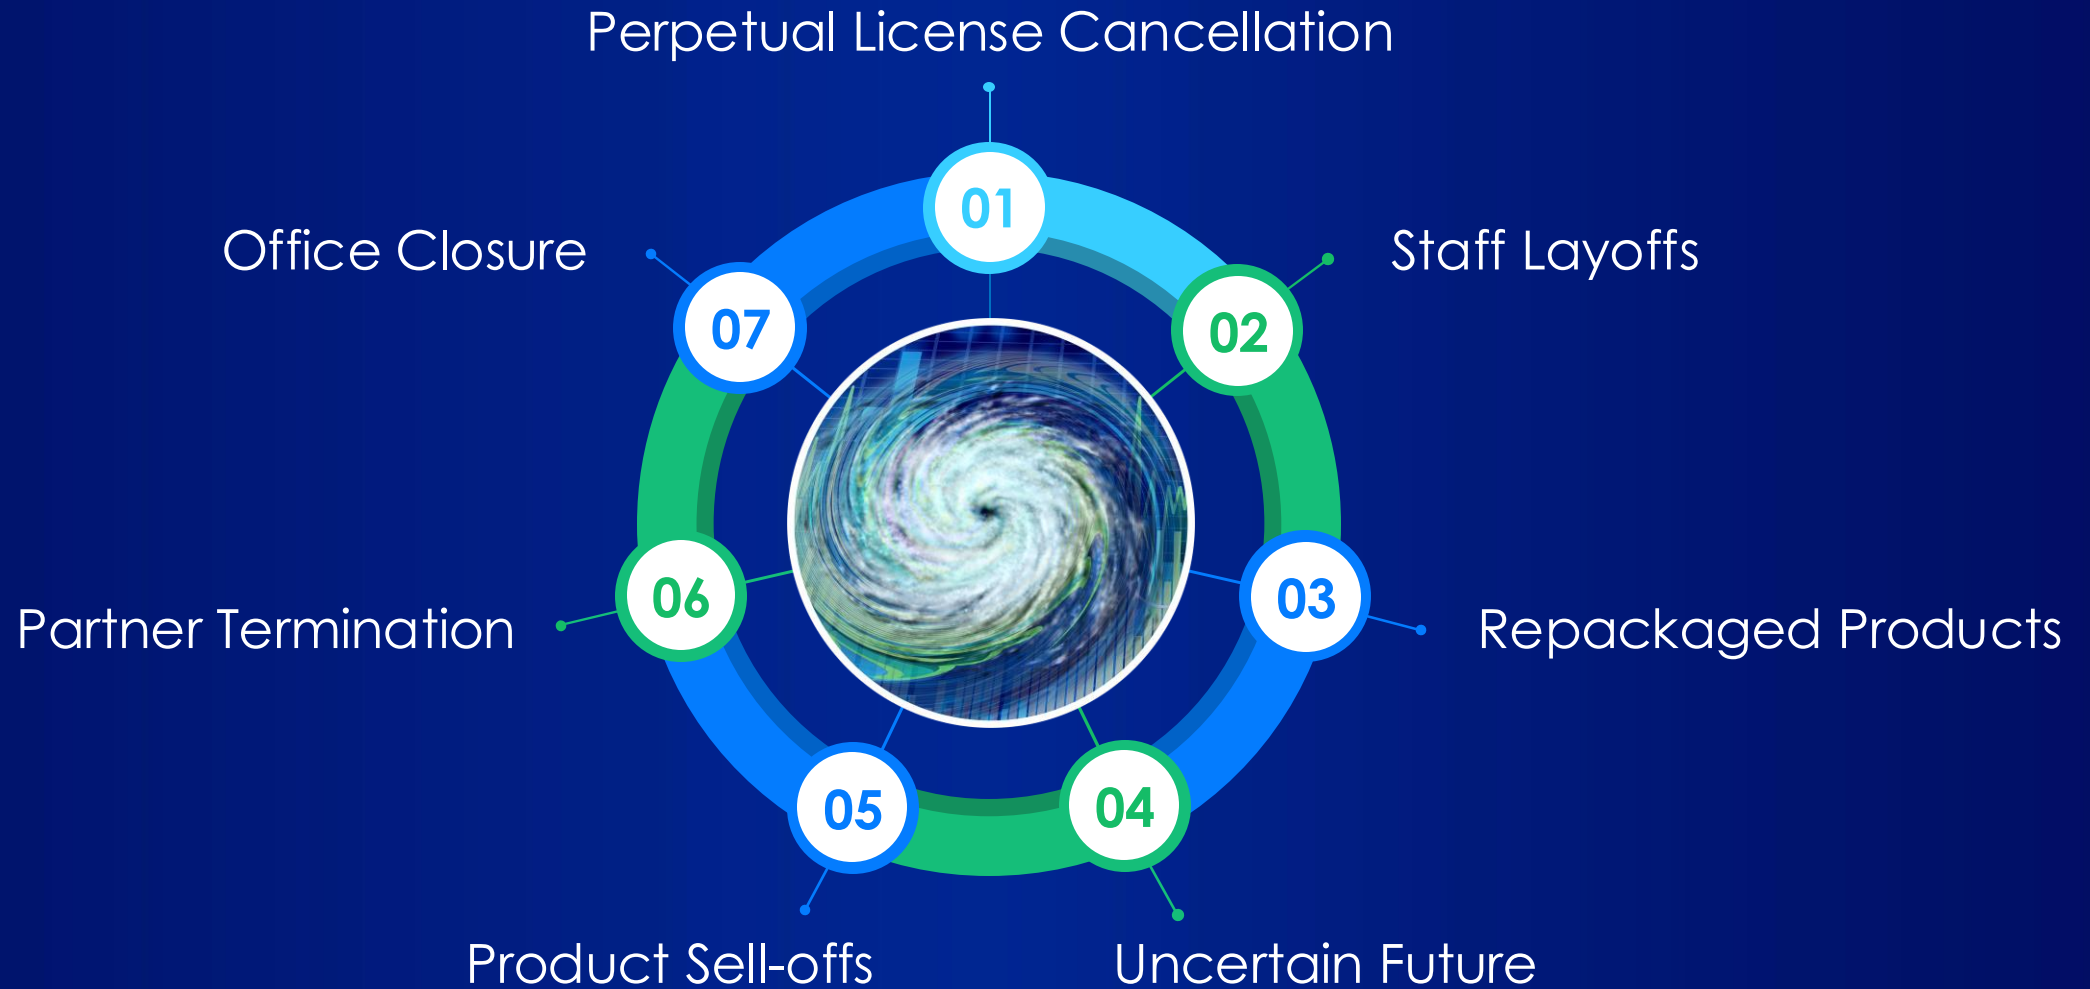 Perpetual License Cancellation
01
Staff Layoffs
02
Repackaged Products
03
Uncertain Future
04
Product Sell-offs
05
Partner Termination
06
Office Closure
07